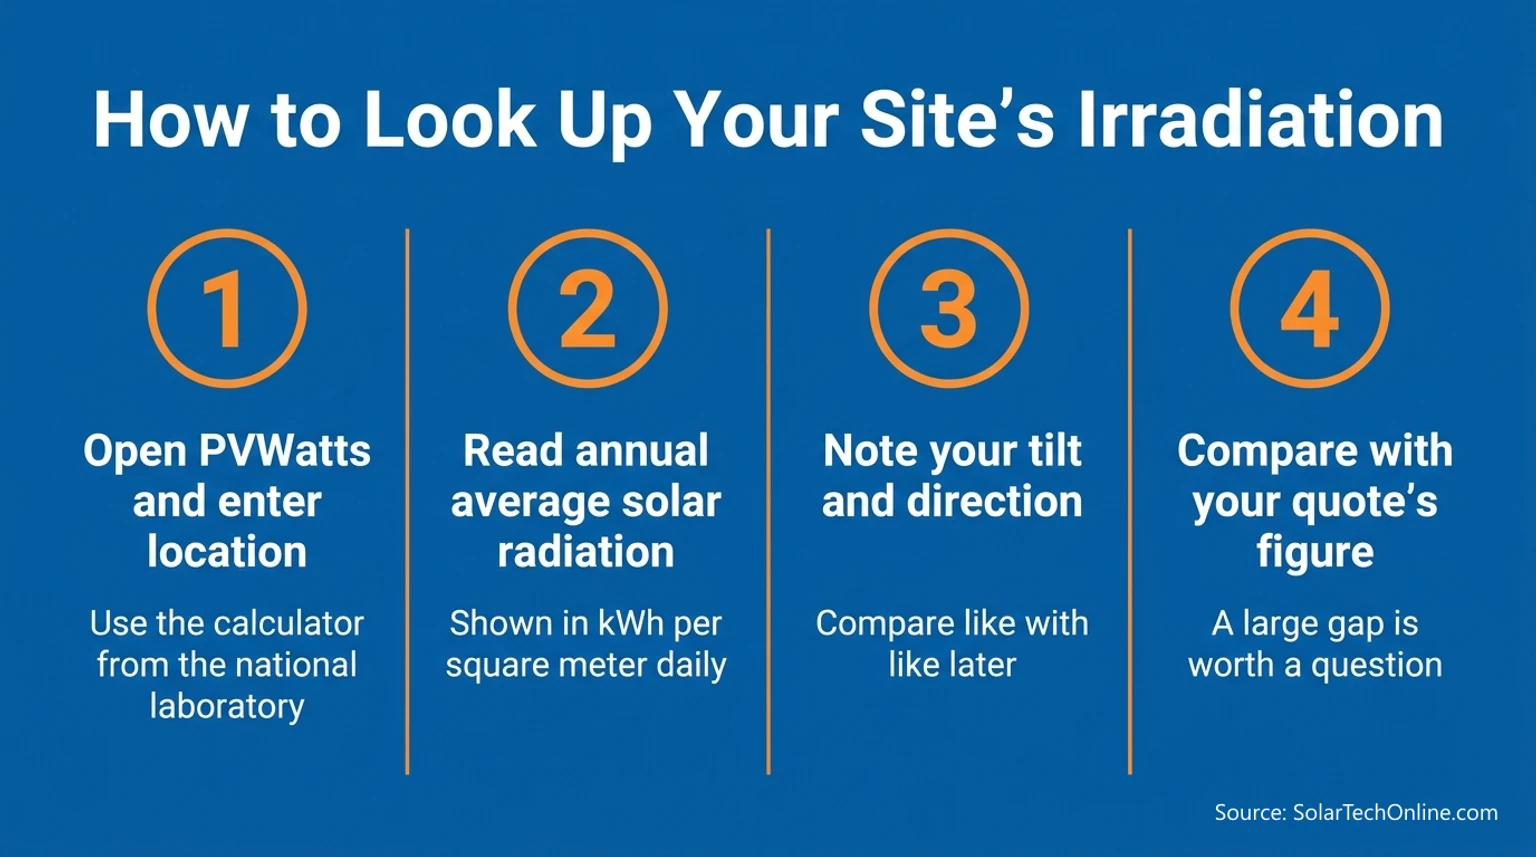 How to Look Up Your Site’s Irradiation
1
Open PVWatts
and enter
location
Use the calculator
from the national
laboratory
2
Read annual
average solar
radiation
Shown in kWh per
square meter daily
3
Note your tilt
and direction
Compare like with
like later
4
Compare with
your quote’s
figure
A large gap is
worth a question
Source: SolarTechOnline.com